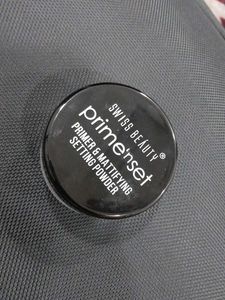 SWISS BEAUTY®
prime'nset
PRIMER & MATTIFYING
SETTING POWDER